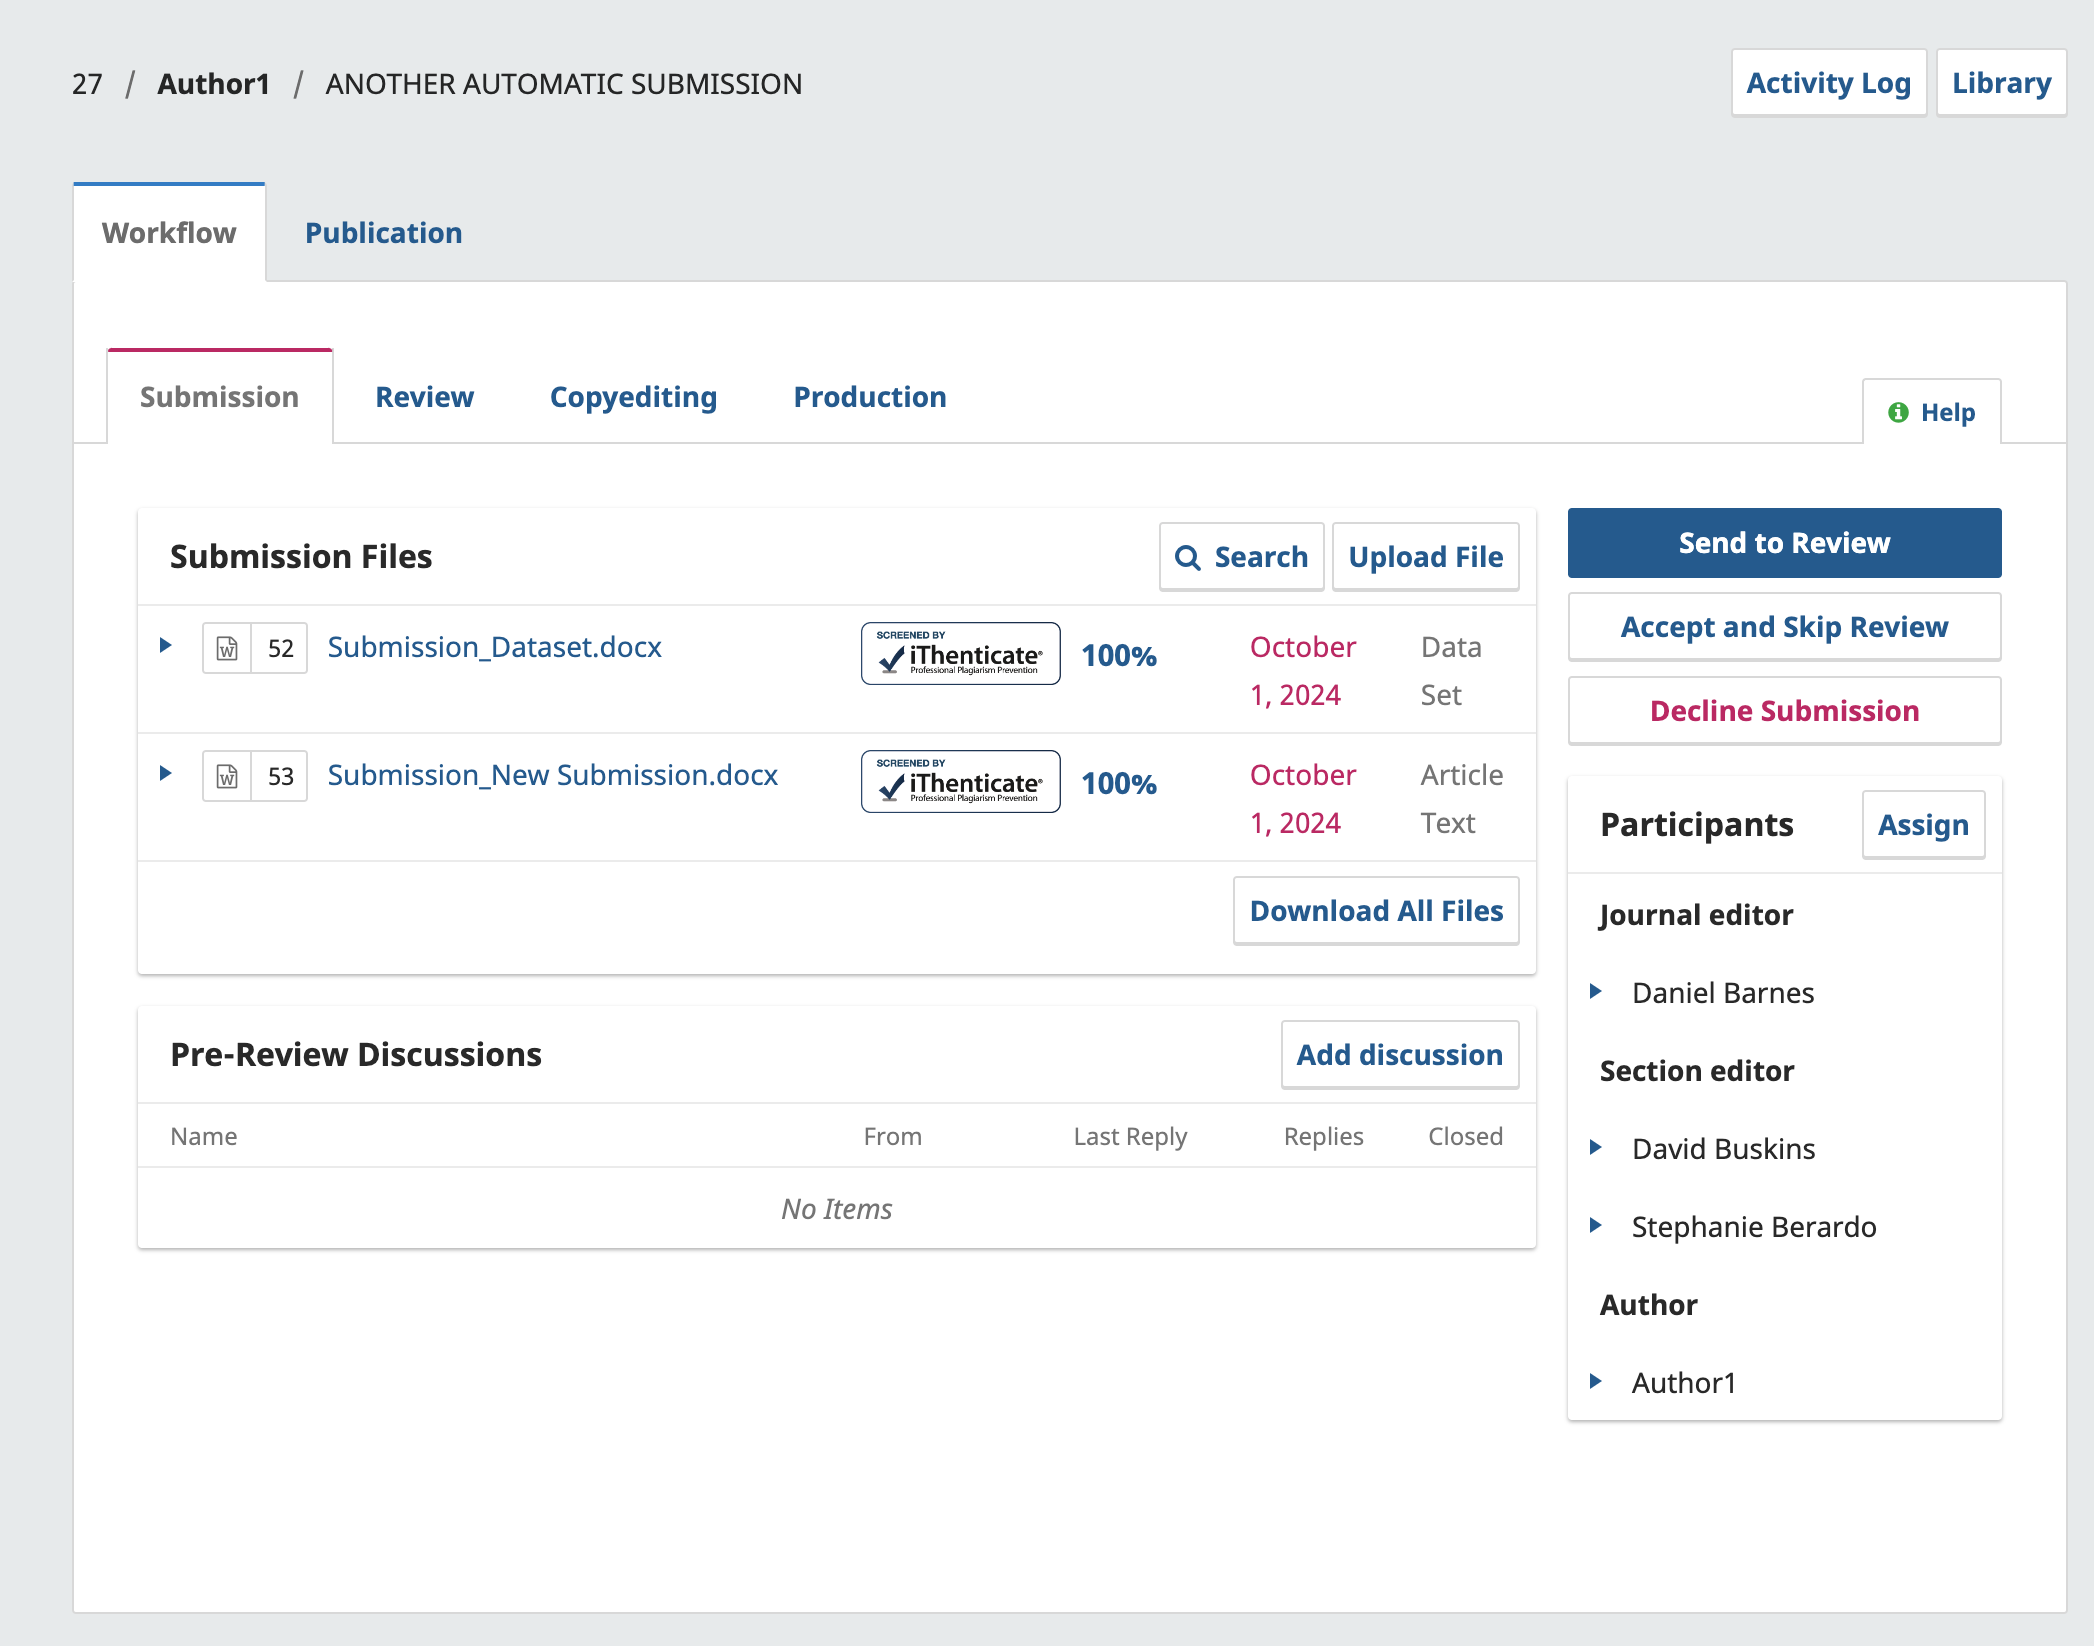 27 / Author1 / ANOTHER AUTOMATIC SUBMISSION
Activity Log
Library
Workflow
Publication
Submission
Review
Copyediting
Production
Help
Submission Files
Search
Upload File
52
Submission_Dataset.docx
SCREENED BY
iThenticate®
Professional Plagiarism Prevention
100%
October
1, 2024
Data
Set
53
Submission_New Submission.docx
SCREENED BY
iThenticate®
Professional Plagiarism Prevention
100%
October
1, 2024
Article
Text
Download All Files
Pre-Review Discussions
Add discussion
Name From Last Reply Replies Closed
No Items
Send to Review
Accept and Skip Review
Decline Submission
Participants
Assign
Journal editor
Daniel Barnes
Section editor
David Buskins
Stephanie Berardo
Author
Author1